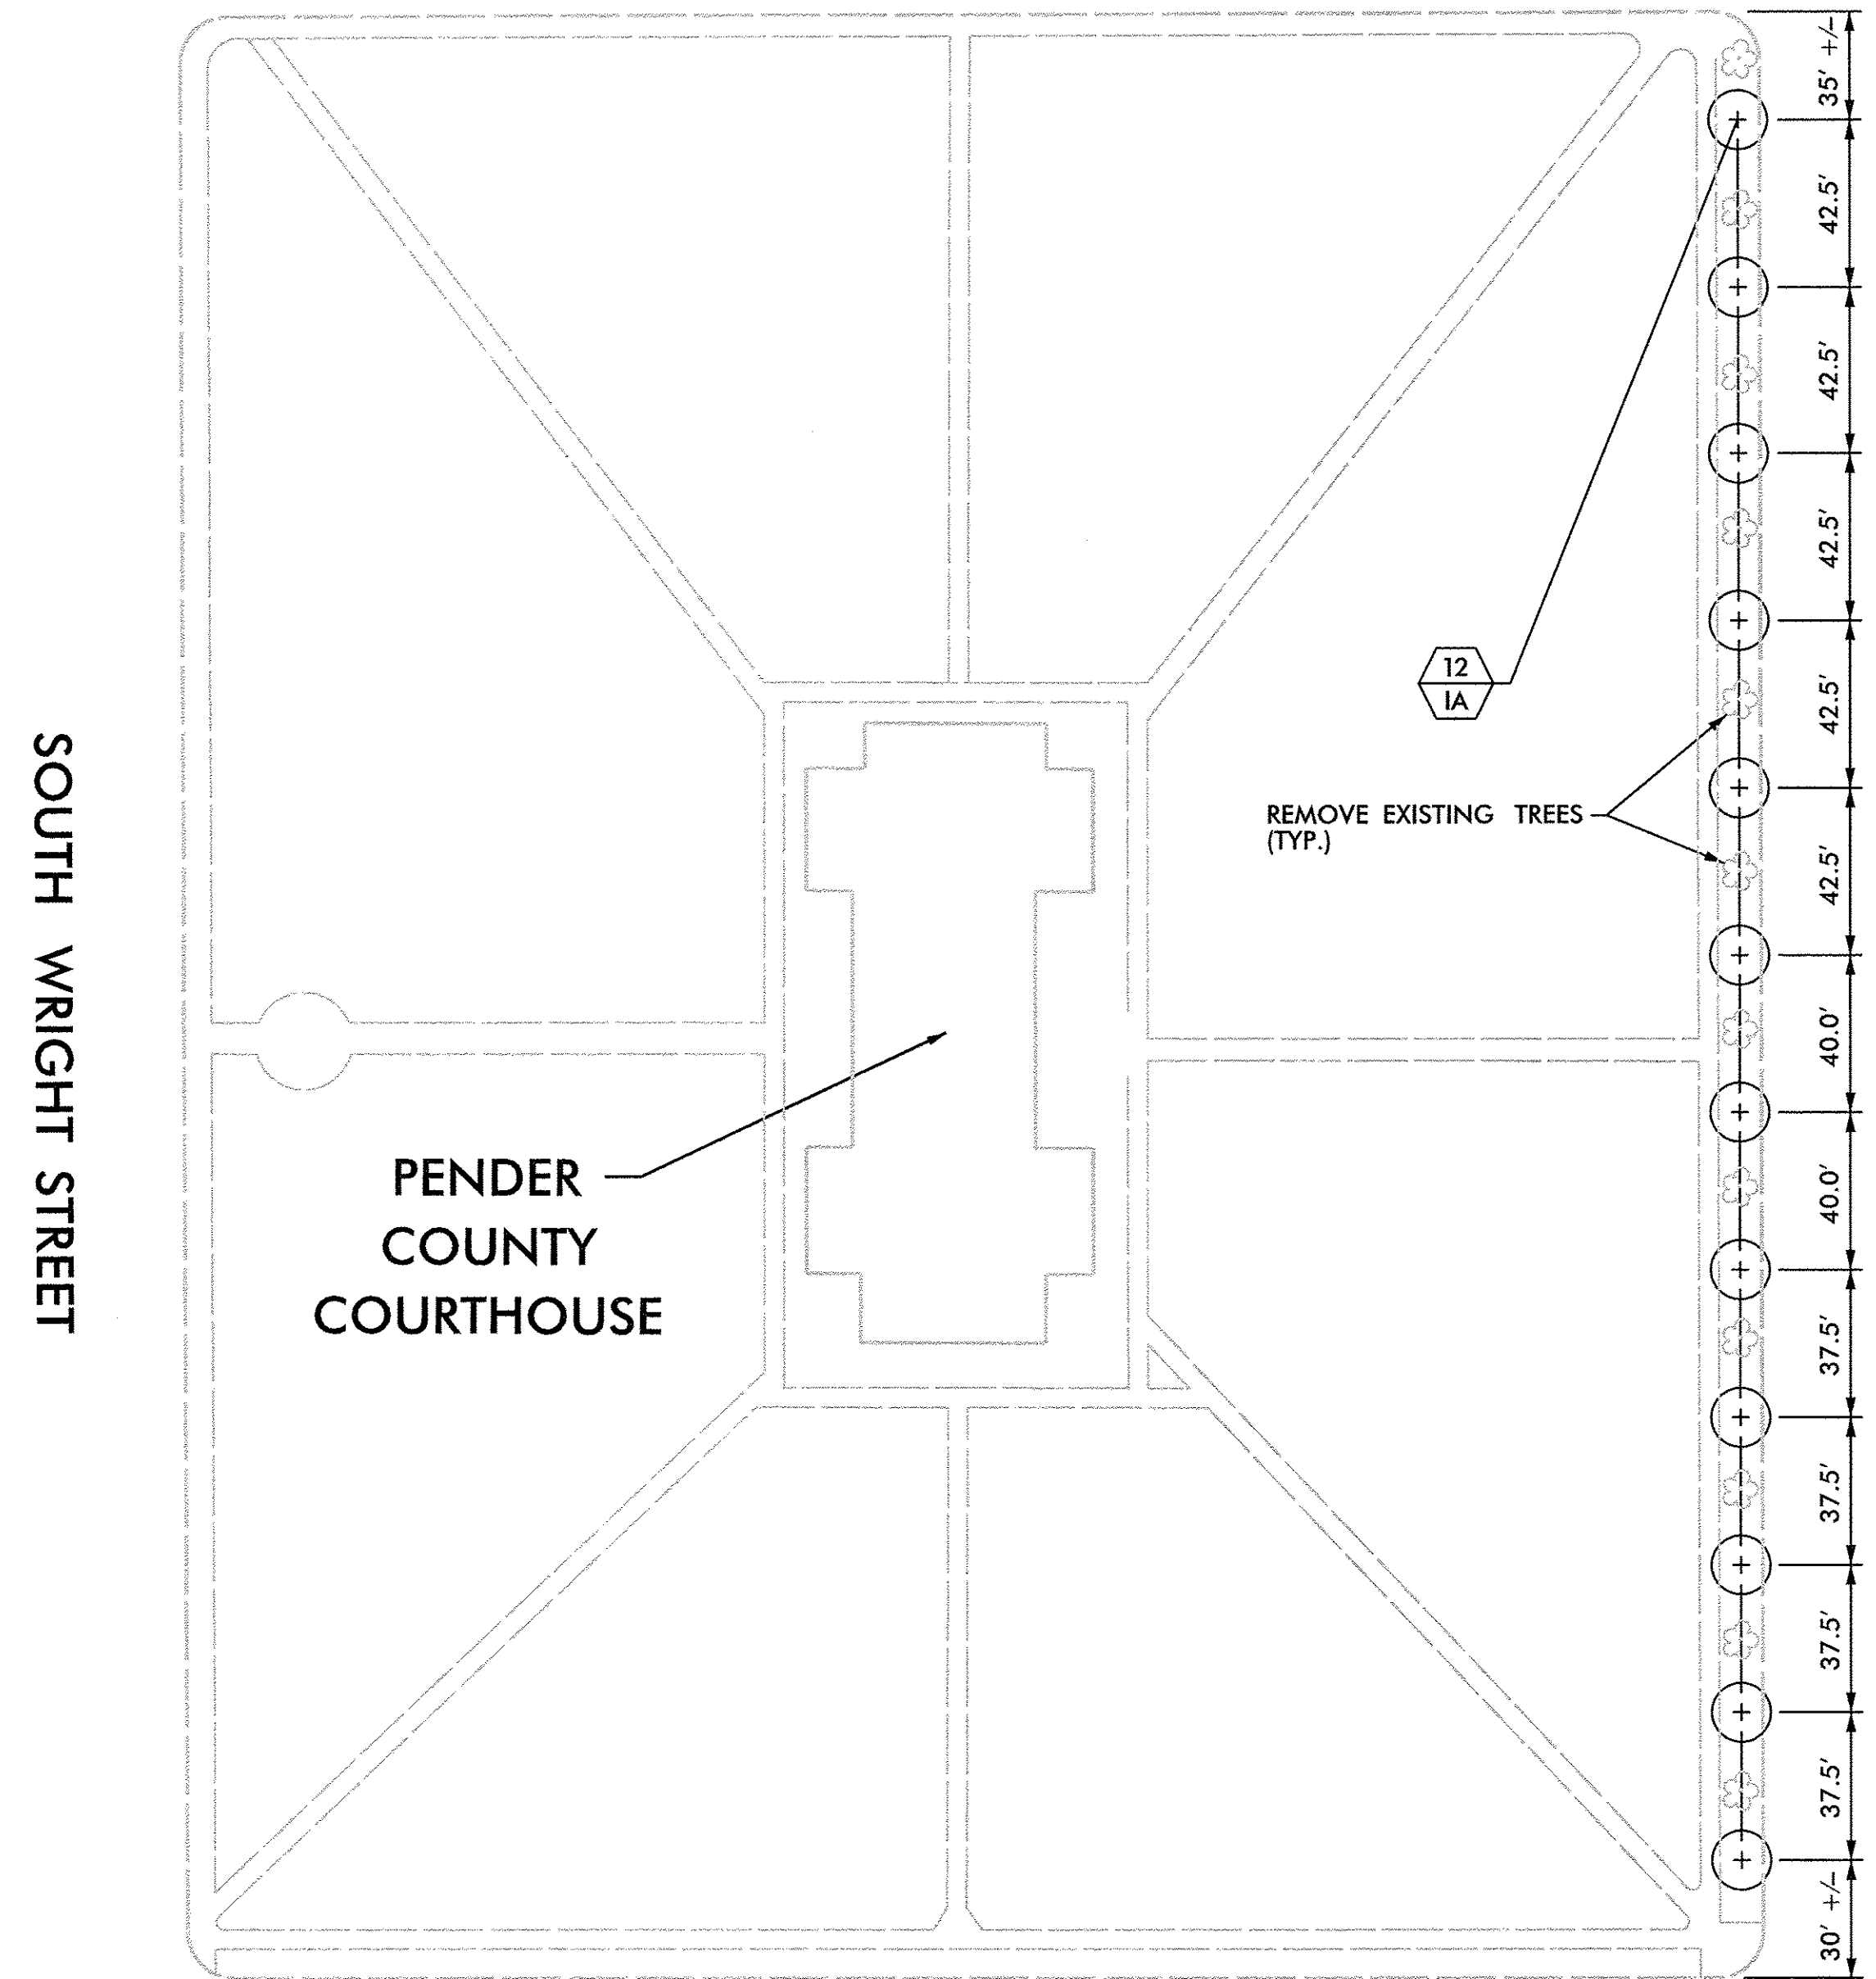 SOUTH WRIGHT STREET
PENDER
COUNTY
COURTHOUSE
12
IA
REMOVE EXISTING TREES
(TYP.)
35' +/-
42.5'
42.5'
42.5'
42.5'
42.5'
40.0'
40.0'
37.5'
37.5'
37.5'
37.5'
30' +/-